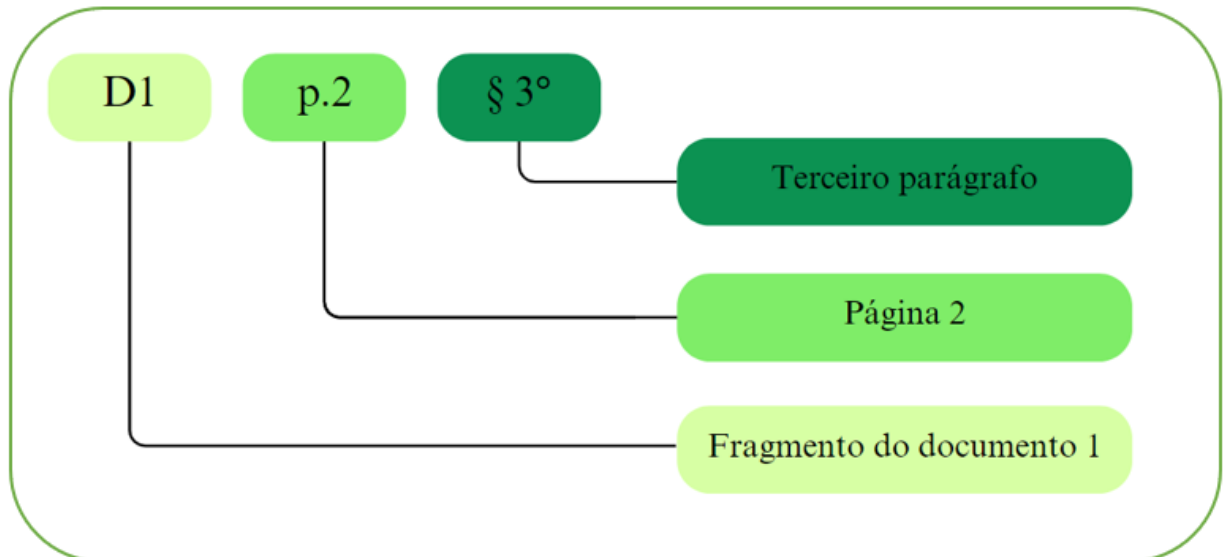 D1 p.2 § 3°
Terceiro parágrafo
Página 2
Fragmento do documento 1